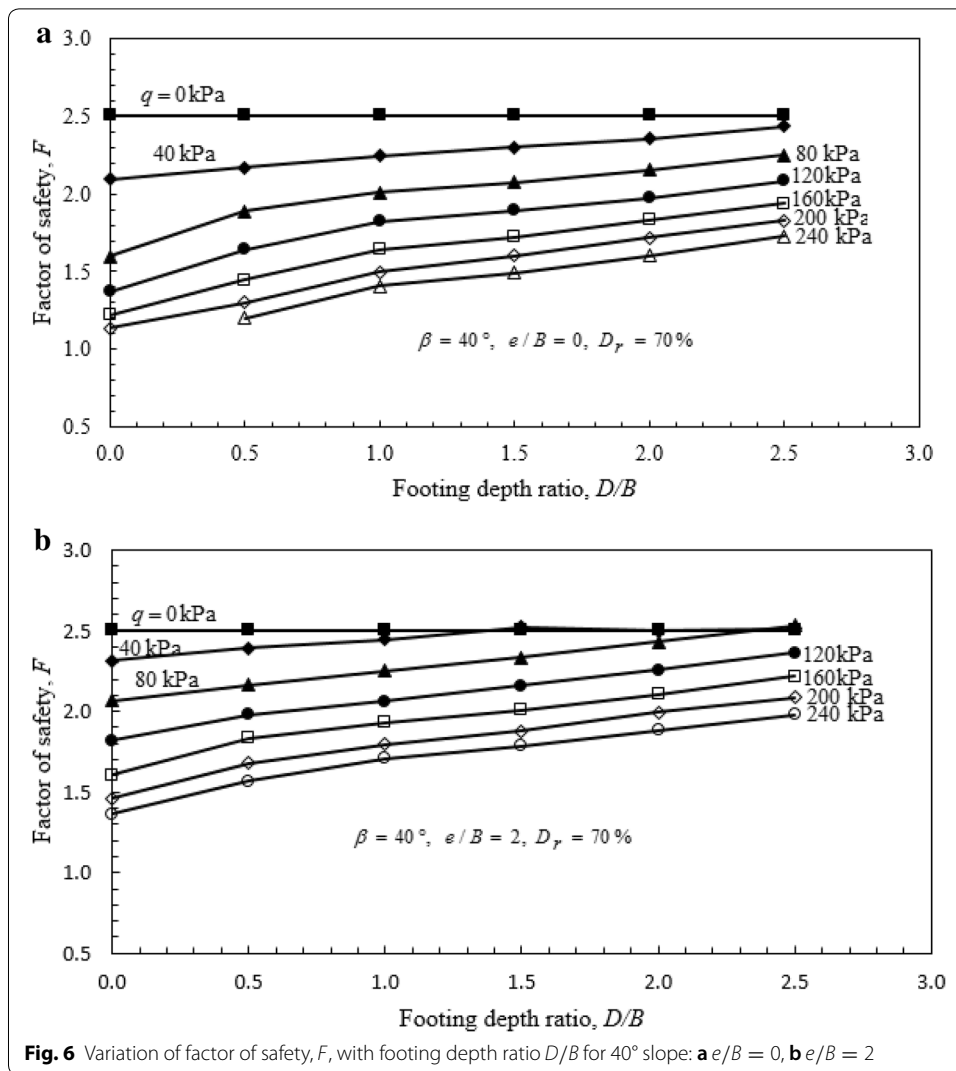 a
3.0
2.5
2.0
1.5
1.0
0.5
Factor of safety, F
q = 0 kPa
40 kPa
80 kPa
120kPa
160kPa
200 kPa
240 kPa
β = 40°, e / B = 0, D_r = 70%
0.0 0.5 1.0 1.5 2.0 2.5 3.0
Footing depth ratio, D/B
b
3.0
2.5
2.0
1.5
1.0
0.5
Factor of safety, F
q = 0 kPa
40 kPa
80 kPa
120kPa
160kPa
200 kPa
240 kPa
β = 40°, e / B = 2, D_r = 70%
0.0 0.5 1.0 1.5 2.0 2.5 3.0
Footing depth ratio, D/B
Fig. 6 Variation of factor of safety, F, with footing depth ratio D/B for 40° slope: a e/B = 0, b e/B = 2